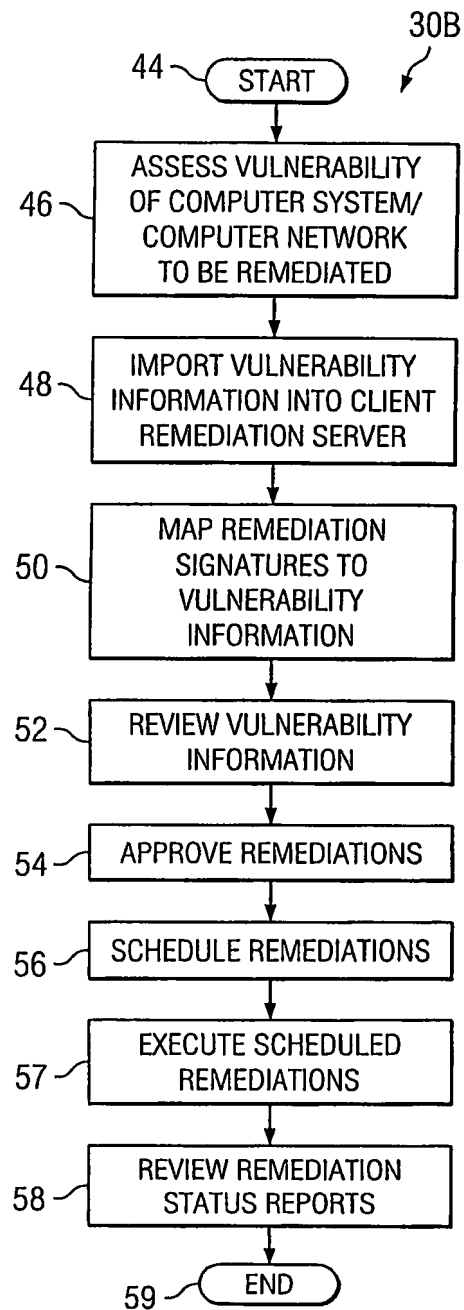 30B
44
START
46
ASSESS VULNERABILITY
OF COMPUTER SYSTEM/
COMPUTER NETWORK
TO BE REMEDIATED
48
IMPORT VULNERABILITY
INFORMATION INTO CLIENT
REMEDIATION SERVER
50
MAP REMEDIATION
SIGNATURES TO
VULNERABILITY
INFORMATION
52
REVIEW VULNERABILITY
INFORMATION
54
APPROVE REMEDIATIONS
56
SCHEDULE REMEDIATIONS
57
EXECUTE SCHEDULED
REMEDIATIONS
58
REVIEW REMEDIATION
STATUS REPORTS
59
END